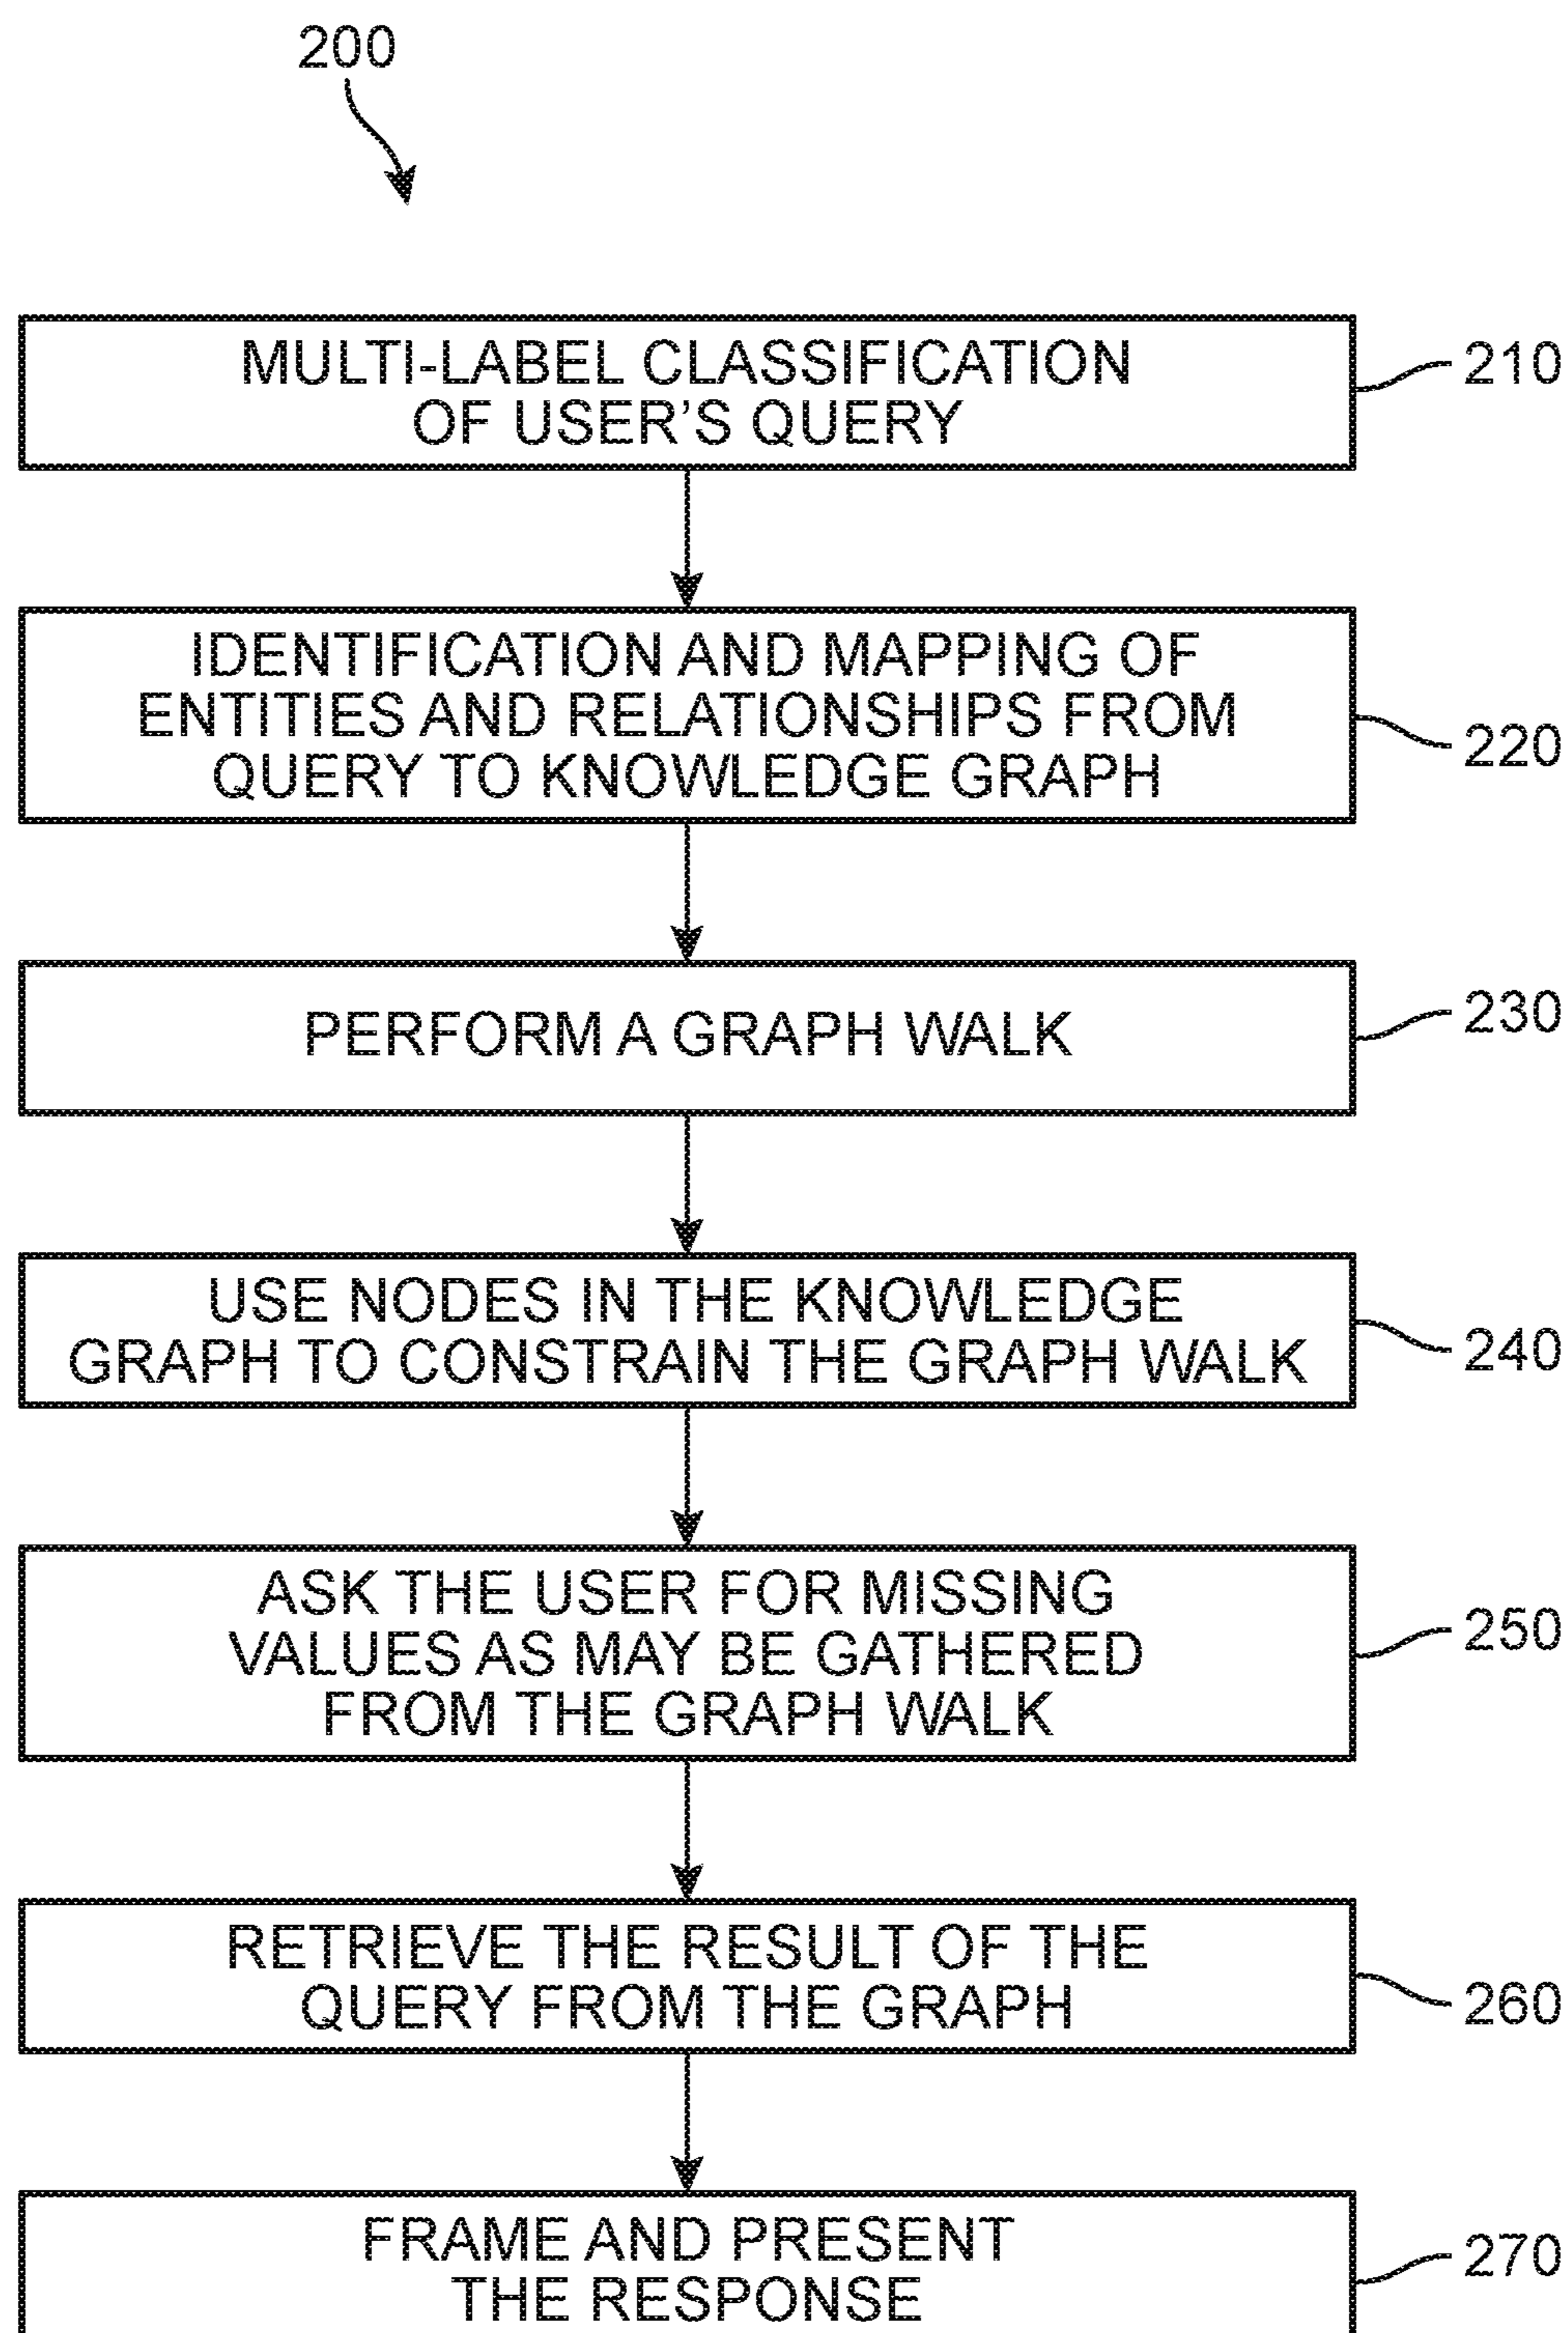 200
MULTI-LABEL CLASSIFICATION
OF USER'S QUERY
210
IDENTIFICATION AND MAPPING OF
ENTITIES AND RELATIONSHIPS FROM
QUERY TO KNOWLEDGE GRAPH
220
PERFORM A GRAPH WALK
230
USE NODES IN THE KNOWLEDGE
GRAPH TO CONSTRAIN THE GRAPH WALK
240
ASK THE USER FOR MISSING
VALUES AS MAY BE GATHERED
FROM THE GRAPH WALK
250
RETRIEVE THE RESULT OF THE
QUERY FROM THE GRAPH
260
FRAME AND PRESENT
THE RESPONSE
270